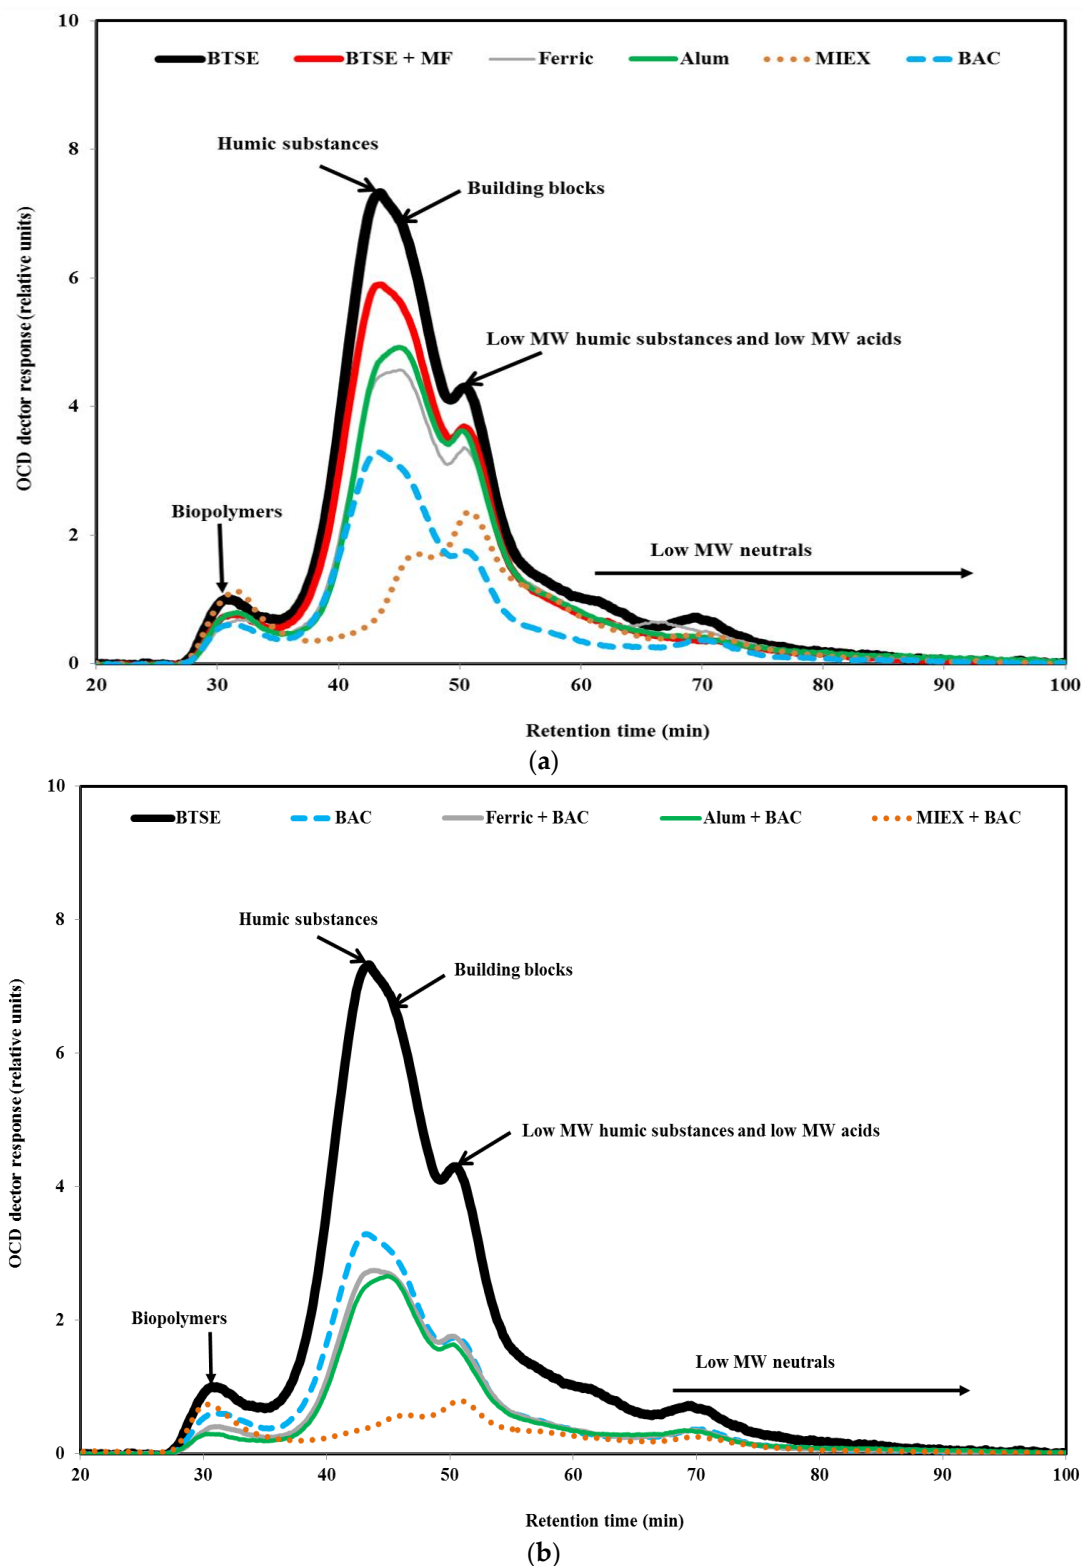 10
BTSE BTSE + MF Ferric Alum MIEX BAC
8
Humic substances
Building blocks
6
Low MW humic substances and low MW acids
4
Biopolymers
2
Low MW neutrals
0
OCD dector response (relative units)
20 30 40 50 60 70 80 90 100
Retention time (min)
(a)
10
BTSE BAC Ferric + BAC Alum + BAC MIEX + BAC
8
Humic substances
Building blocks
6
Low MW humic substances and low MW acids
4
Biopolymers
2
Low MW neutrals
0
OCD dector response (relative units)
20 30 40 50 60 70 80 90 100
Retention time (min)
(b)